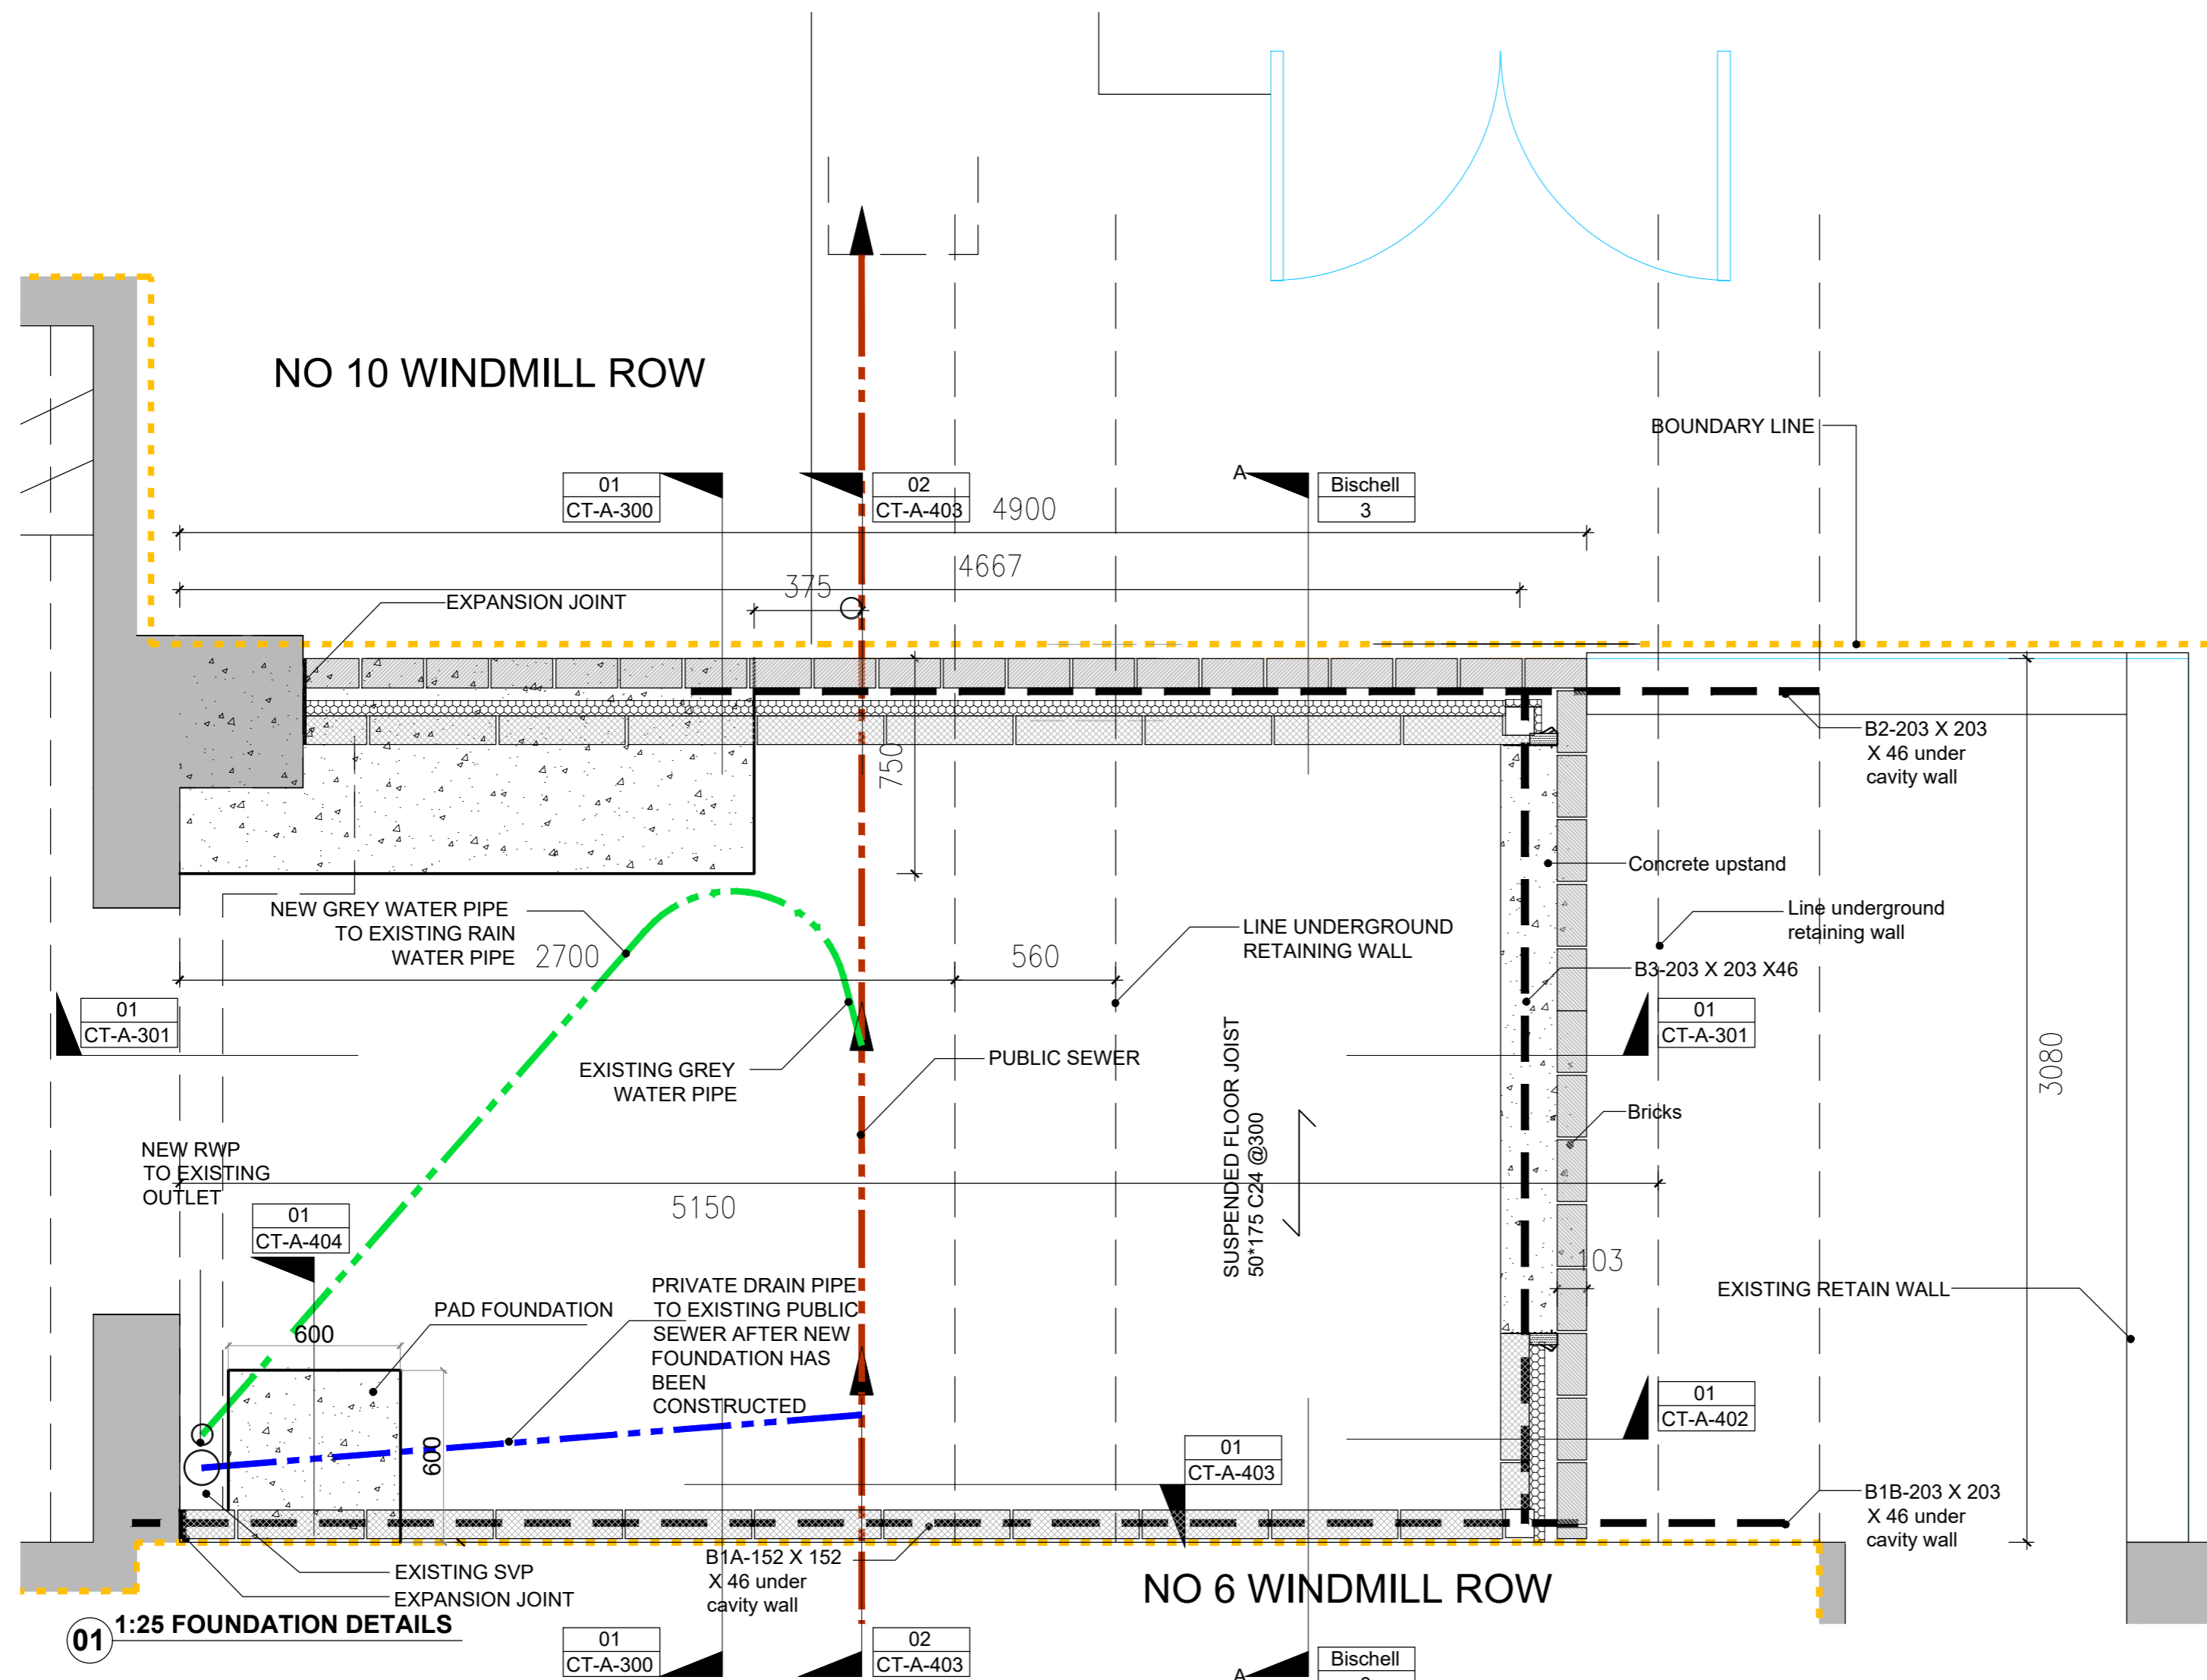 NO 10 WINDMILL ROW
BOUNDARY LINE
01
CT-A-300
02
CT-A-403
A
Bischell
3
4900
4667
375
EXPANSION JOINT
750
B2-203 X 203
X 46 under
cavity wall
Concrete upstand
NEW GREY WATER PIPE
TO EXISTING RAIN
WATER PIPE
2700
560
LINE UNDERGROUND
RETAINING WALL
Line underground
retaining wall
B3-203 X 203 X46
01
CT-A-301
01
CT-A-301
EXISTING GREY
WATER PIPE
PUBLIC SEWER
SUSPENDED FLOOR JOIST
50*175 C24 @300
3080
Bricks
NEW RWP
TO EXISTING
OUTLET
5150
01
CT-A-404
103
PAD FOUNDATION
600
600
PRIVATE DRAIN PIPE
TO EXISTING PUBLIC
SEWER AFTER NEW
FOUNDATION HAS
BEEN
CONSTRUCTED
EXISTING RETAIN WALL
01
CT-A-402
01
CT-A-403
B1B-203 X 203
X 46 under
cavity wall
EXISTING SVP
EXPANSION JOINT
B1A-152 X 152
X 46 under
cavity wall
NO 6 WINDMILL ROW
01 1:25 FOUNDATION DETAILS
01
CT-A-300
02
CT-A-403
A
Bischell